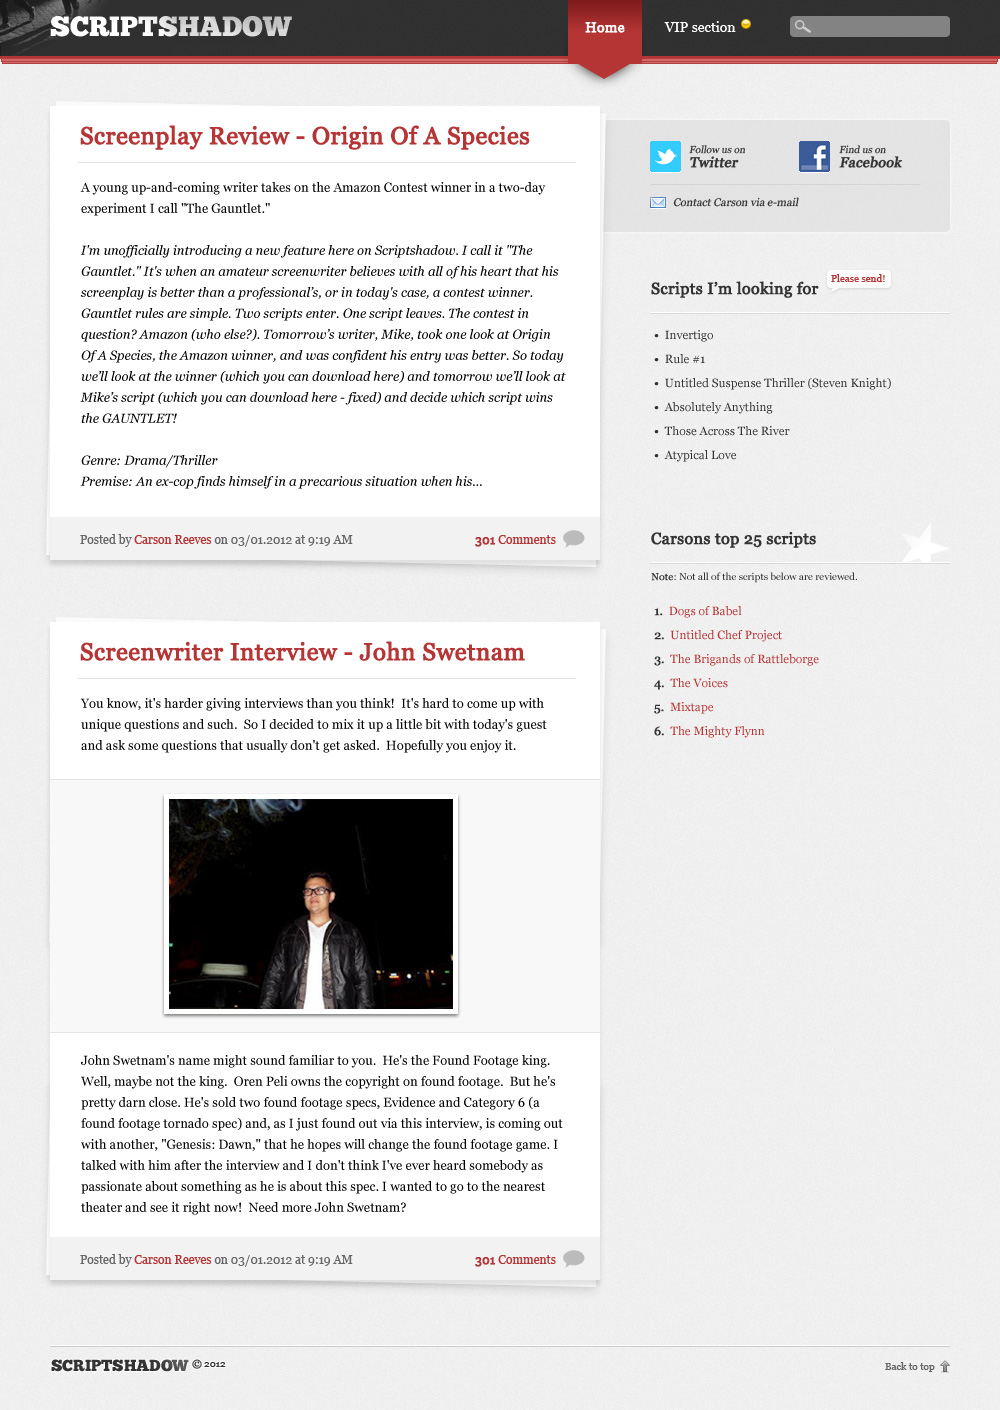 SCRIPTSHADOW
Home
VIP section
Screenplay Review - Origin Of A Species
A young up-and-coming writer takes on the Amazon Contest winner in a two-day
experiment I call "The Gauntlet."
I'm unofficially introducing a new feature here on Scriptshadow. I call it "The
Gauntlet." It's when an amateur screenwriter believes with all of his heart that his
screenplay is better than a professional's, or in today's case, a contest winner.
Gauntlet rules are simple. Two scripts enter. One script leaves. The contest in
question? Amazon (who else?). Tomorrow's writer, Mike, took one look at Origin
Of A Species, the Amazon winner, and was confident his entry was better. So today
we'll look at the winner (which you can download here) and tomorrow we'll look at
Mike's script (which you can download here - fixed) and decide which script wins
the GAUNTLET!
Genre: Drama/Thriller
Premise: An ex-cop finds himself in a precarious situation when his...
Posted by Carson Reeves on 03/01.2012 at 9:19 AM
301 Comments
Screenwriter Interview - John Swetnam
You know, it's harder giving interviews than you think!  It's hard to come up with
unique questions and such.  So I decided to mix it up a little bit with today's guest
and ask some questions that usually don't get asked.  Hopefully you enjoy it.
John Swetnam's name might sound familiar to you.  He's the Found Footage king.
Well, maybe not the king.  Oren Peli owns the copyright on found footage.  But he's
pretty darn close. He's sold two found footage specs, Evidence and Category 6 (a
found footage tornado spec) and, as I just found out via this interview, is coming out
with another, "Genesis: Dawn," that he hopes will change the found footage game. I
talked with him after the interview and I don't think I've ever heard somebody as
passionate about something as he is about this spec. I wanted to go to the nearest
theater and see it right now!  Need more John Swetnam?
Posted by Carson Reeves on 03/01.2012 at 9:19 AM
301 Comments
Follow us on
Twitter
Find us on
Facebook
Contact Carson via e-mail
Scripts I'm looking for
Please send!
• Invertigo
• Rule #1
• Untitled Suspense Thriller (Steven Knight)
• Absolutely Anything
• Those Across The River
• Atypical Love
Carsons top 25 scripts
Note: Not all of the scripts below are reviewed.
1. Dogs of Babel
2. Untitled Chef Project
3. The Brigands of Rattleborge
4. The Voices
5. Mixtape
6. The Mighty Flynn
SCRIPTSHADOW © 2012
Back to top